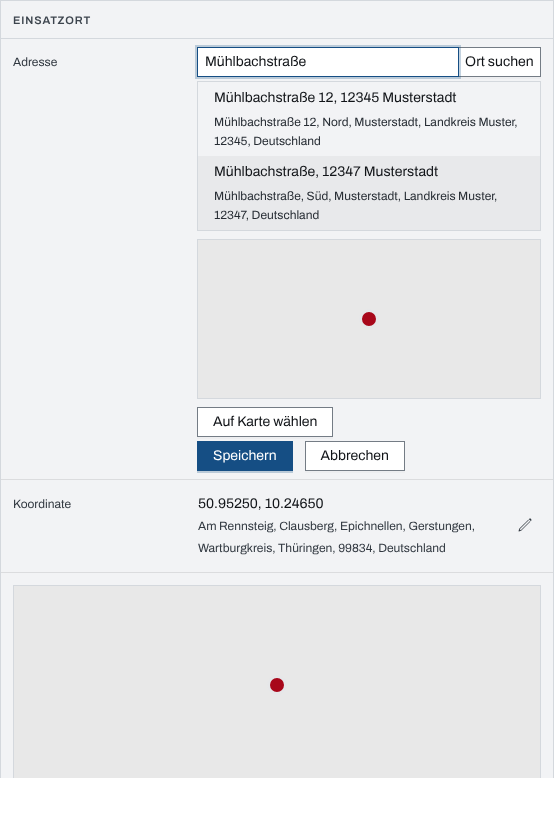 EINSATZORT
Adresse
Mühlbachstraße
Ort suchen
Mühlbachstraße 12, 12345 Musterstadt
Mühlbachstraße 12, Nord, Musterstadt, Landkreis Muster,
12345, Deutschland
Mühlbachstraße, 12347 Musterstadt
Mühlbachstraße, Süd, Musterstadt, Landkreis Muster,
12347, Deutschland
Auf Karte wählen
Speichern
Abbrechen
Koordinate
50.95250, 10.24650
Am Rennsteig, Clausberg, Epichnellen, Gerstungen,
Wartburgkreis, Thüringen, 99834, Deutschland